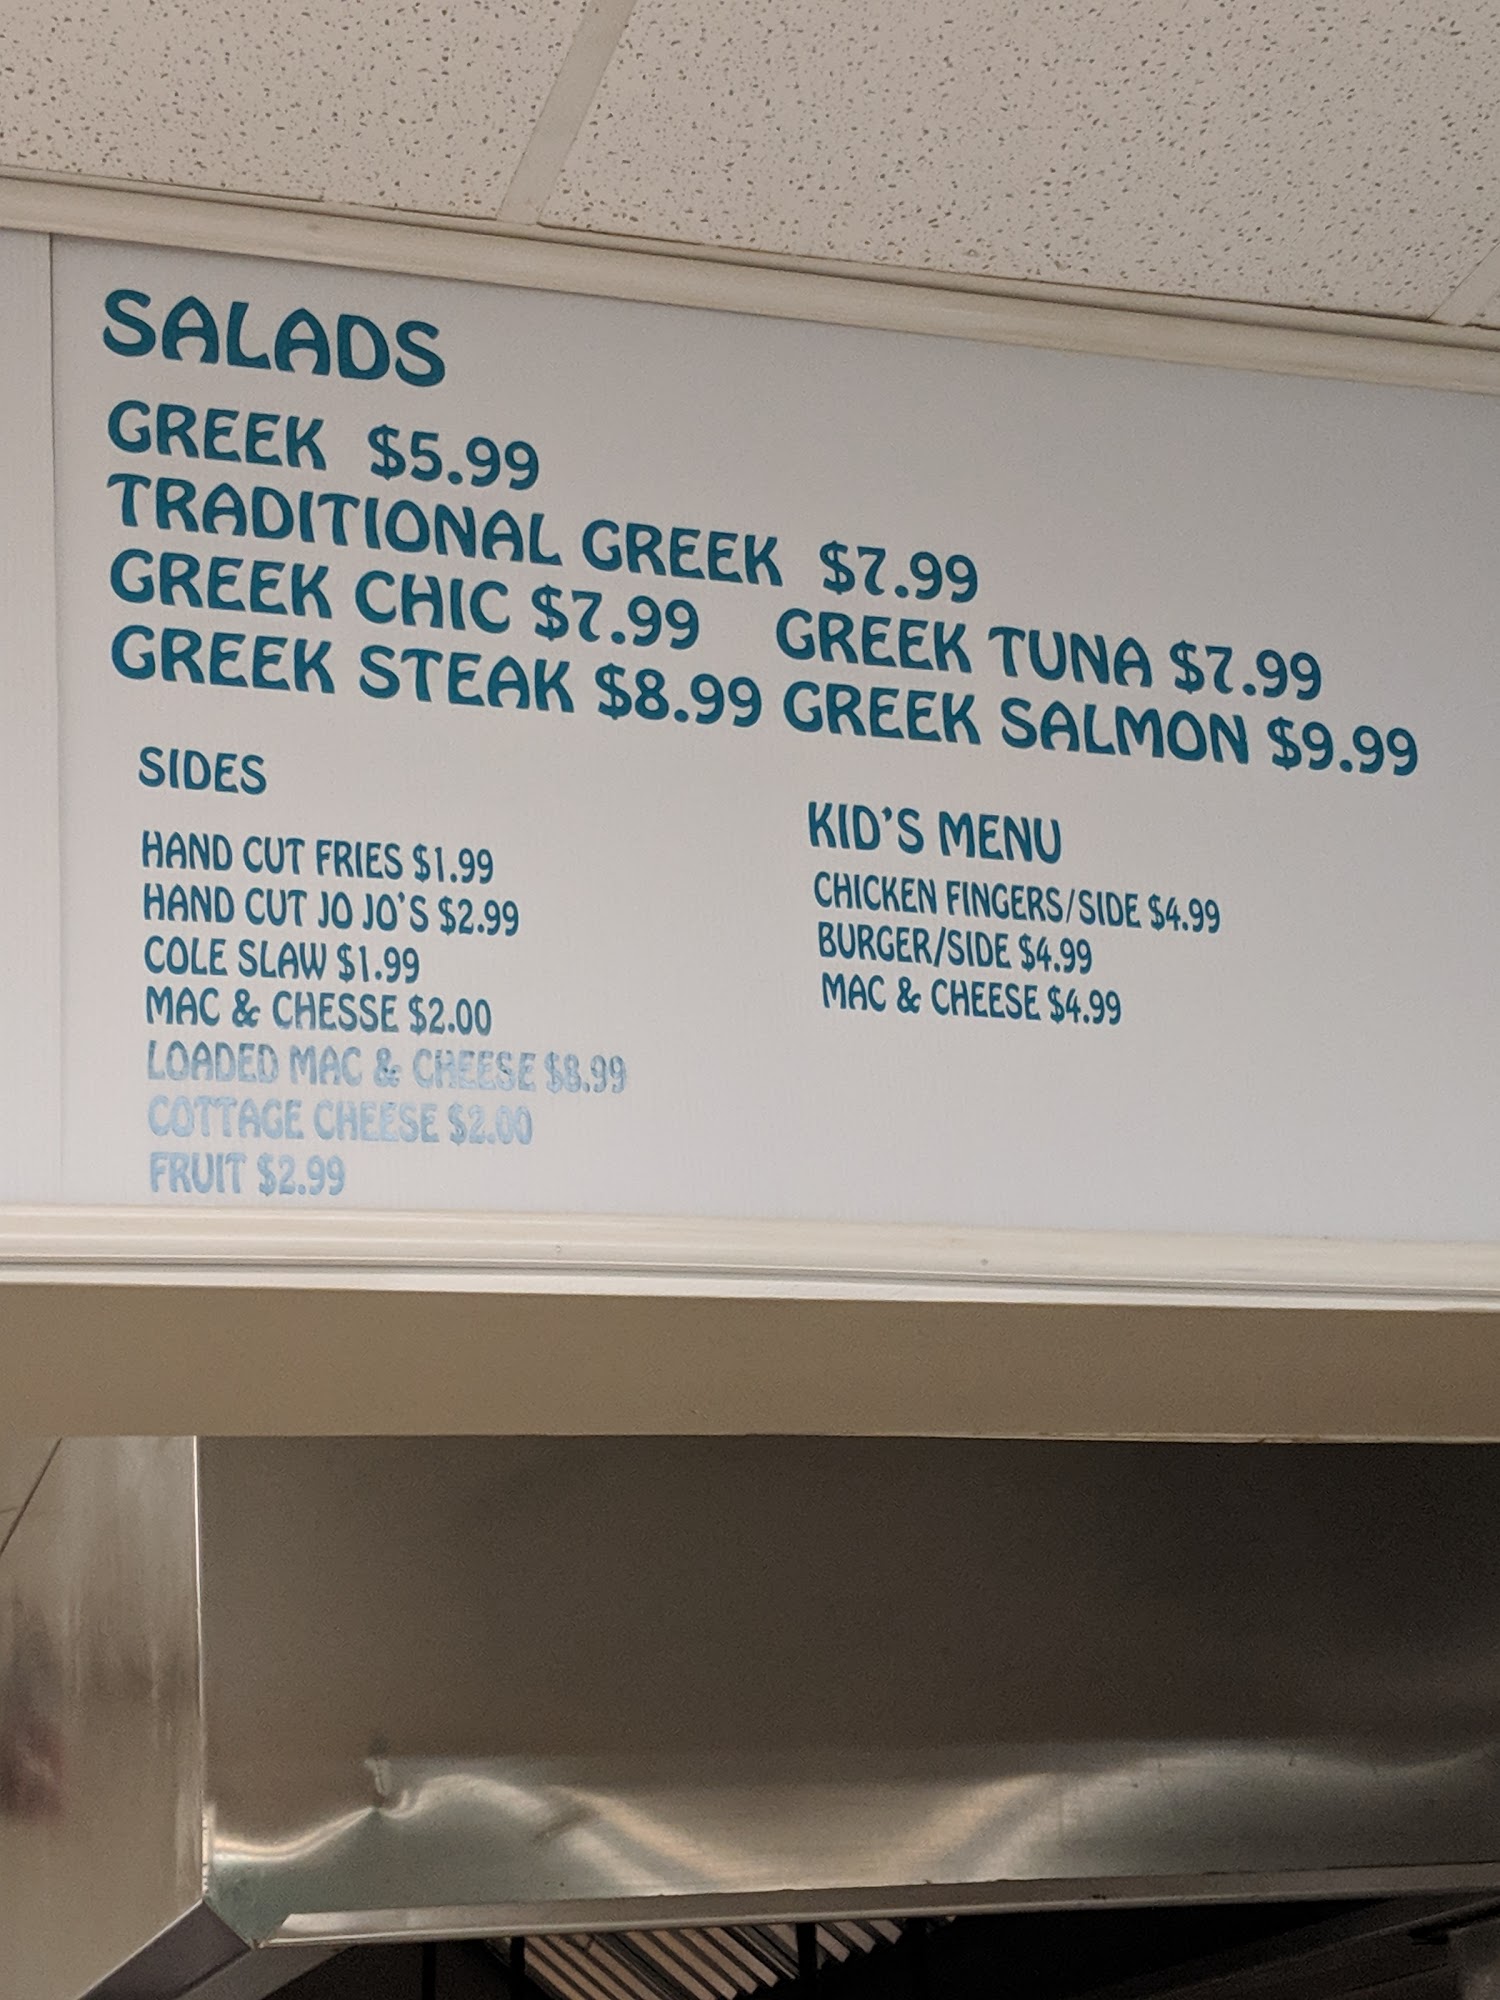 SALADS
GREEK $5.99
TRADITIONAL GREEK $7.99
GREEK CHIC $7.99 GREEK TUNA $7.99
GREEK STEAK $8.99 GREEK SALMON $9.99
SIDES
HAND CUT FRIES $1.99
HAND CUT JO JO'S $2.99
COLE SLAW $1.99
MAC & CHESSE $2.00
LOADED MAC & CHEESE $8.99
COTTAGE CHEESE $2.00
FRUIT $2.99
KID'S MENU
CHICKEN FINGERS/SIDE $4.99
BURGER/SIDE $4.99
MAC & CHEESE $4.99